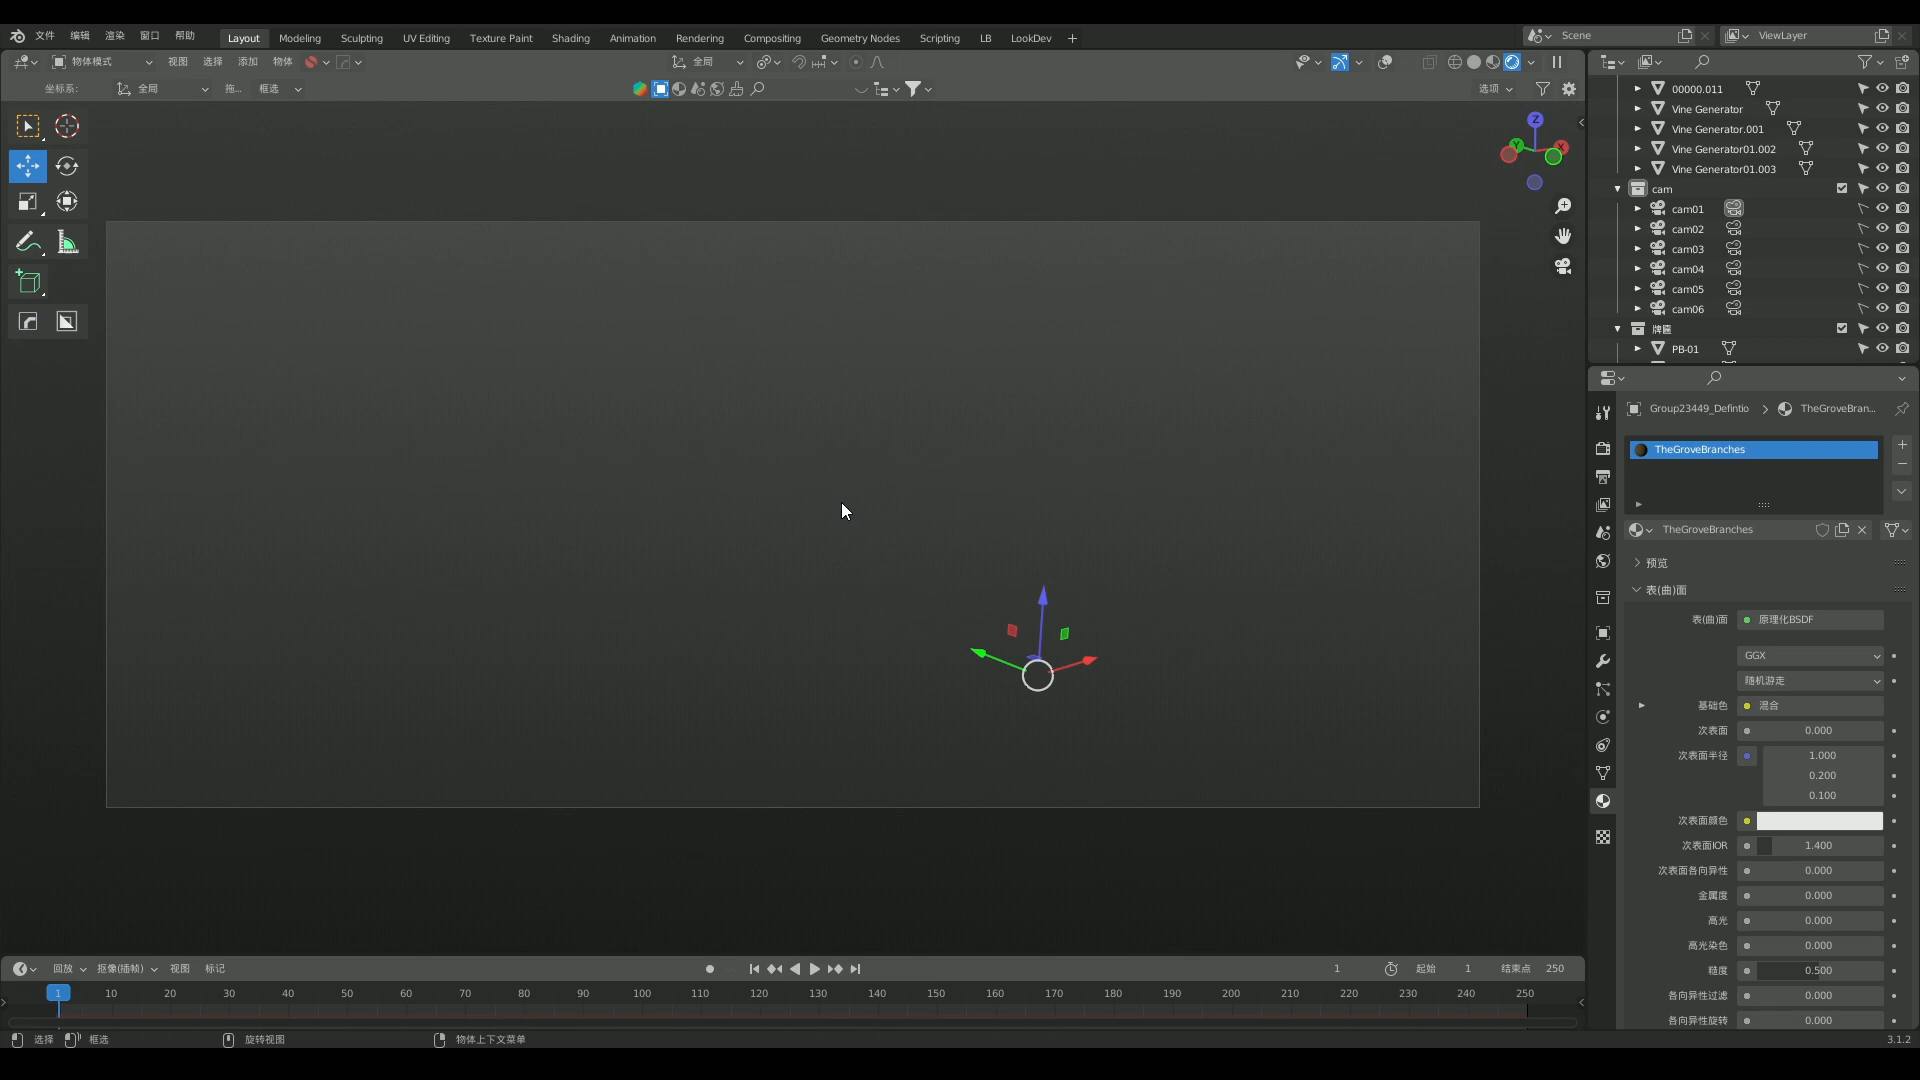 文件 编辑 渲染 窗口 帮助 Layout Modeling Sculpting UV Editing Texture Paint Shading Animation Rendering Compositing Geometry Nodes Scripting LB LookDev + Scene ViewLayer
物体模式 视图 选择 添加 物体 全局
坐标系: 全局 拖... 框选 选项
Z
Y X
00000.011
Vine Generator
Vine Generator.001
Vine Generator01.002
Vine Generator01.003
cam
cam01
cam02
cam03
cam04
cam05
cam06
牌匾
PB-01
Group23449_Defintio > TheGroveBran...
TheGroveBranches
TheGroveBranches
预览
表(曲)面
表(曲)面 原理化BSDF
GGX
随机游走
基础色 混合
次表面 0.000
次表面半径 1.000
0.200
0.100
次表面颜色
次表面IOR 1.400
次表面各向异性 0.000
金属度 0.000
高光 0.000
高光染色 0.000
糙度 0.500
各向异性过滤 0.000
各向异性旋转 0.000
回放 抠像(插帧) 视图 标记 1 起始 1 结束点 250
1 10 20 30 40 50 60 70 80 90 100 110 120 130 140 150 160 170 180 190 200 210 220 230 240 250
选择 框选 旋转视图 物体上下文菜单 3.1.2